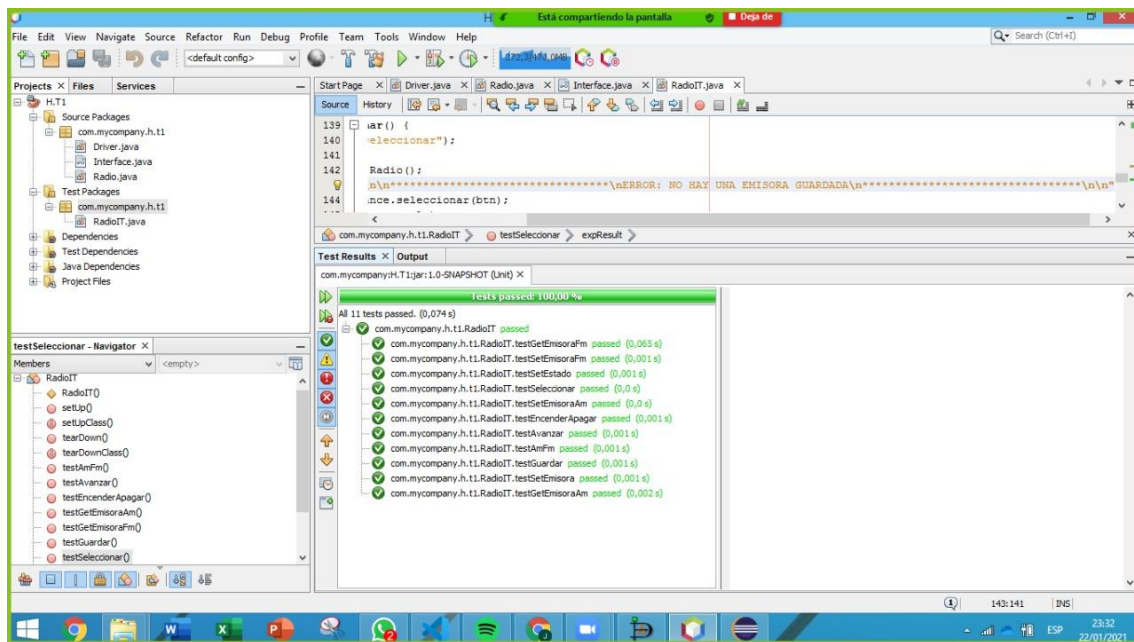 H
Está compartiendo la pantalla
Deja de
File Edit View Navigate Source Refactor Run Debug Profile Team Tools Window Help
Search (Ctrl+I)
<default config>
Projects Files Services
Start Page Driver.java Radio.java Interface.java RadioIT.java
Source History
H.T1
Source Packages
com.mycompany.h.t1
Driver.java
Interface.java
Radio.java
Test Packages
com.mycompany.h.t1
RadioIT.java
Dependencies
Test Dependencies
Java Dependencies
Project Files
139 ar() {
140 eleccionar");
141
142 Radio();
\n\n*********************************\nERROR: NO HAY UNA EMISORA GUARDADA\n*********************************\n\n"
144 ance.seleccionar(btn);
com.mycompany.h.t1.RadioIT testSeleccionar expResult
Test Results Output
com.mycompany:H.T1:jar:1.0-SNAPSHOT (Unit)
Tests passed: 100,00 %
All 11 tests passed. (0,074 s)
com.mycompany.h.t1.RadioIT passed
com.mycompany.h.t1.RadioIT.testGetEmisoraFm passed (0,065 s)
com.mycompany.h.t1.RadioIT.testSetEmisoraFm passed (0,001 s)
com.mycompany.h.t1.RadioIT.testSetEstado passed (0,001 s)
com.mycompany.h.t1.RadioIT.testSeleccionar passed (0,0 s)
com.mycompany.h.t1.RadioIT.testSetEmisoraAm passed (0,0 s)
com.mycompany.h.t1.RadioIT.testEncenderApagar passed (0,001 s)
com.mycompany.h.t1.RadioIT.testAvanzar passed (0,001 s)
com.mycompany.h.t1.RadioIT.testAmFm passed (0,001 s)
com.mycompany.h.t1.RadioIT.testGuardar passed (0,001 s)
com.mycompany.h.t1.RadioIT.testSetEmisora passed (0,001 s)
com.mycompany.h.t1.RadioIT.testGetEmisoraAm passed (0,002 s)
testSeleccionar - Navigator
Members <empty>
RadioIT
RadioIT()
setUp()
setUpClass()
tearDown()
tearDownClass()
testAmFm()
testAvanzar()
testEncenderApagar()
testGetEmisoraAm()
testGetEmisoraFm()
testGuardar()
testSeleccionar()
1 143:141 INS
ESP
23:32
22/01/2021